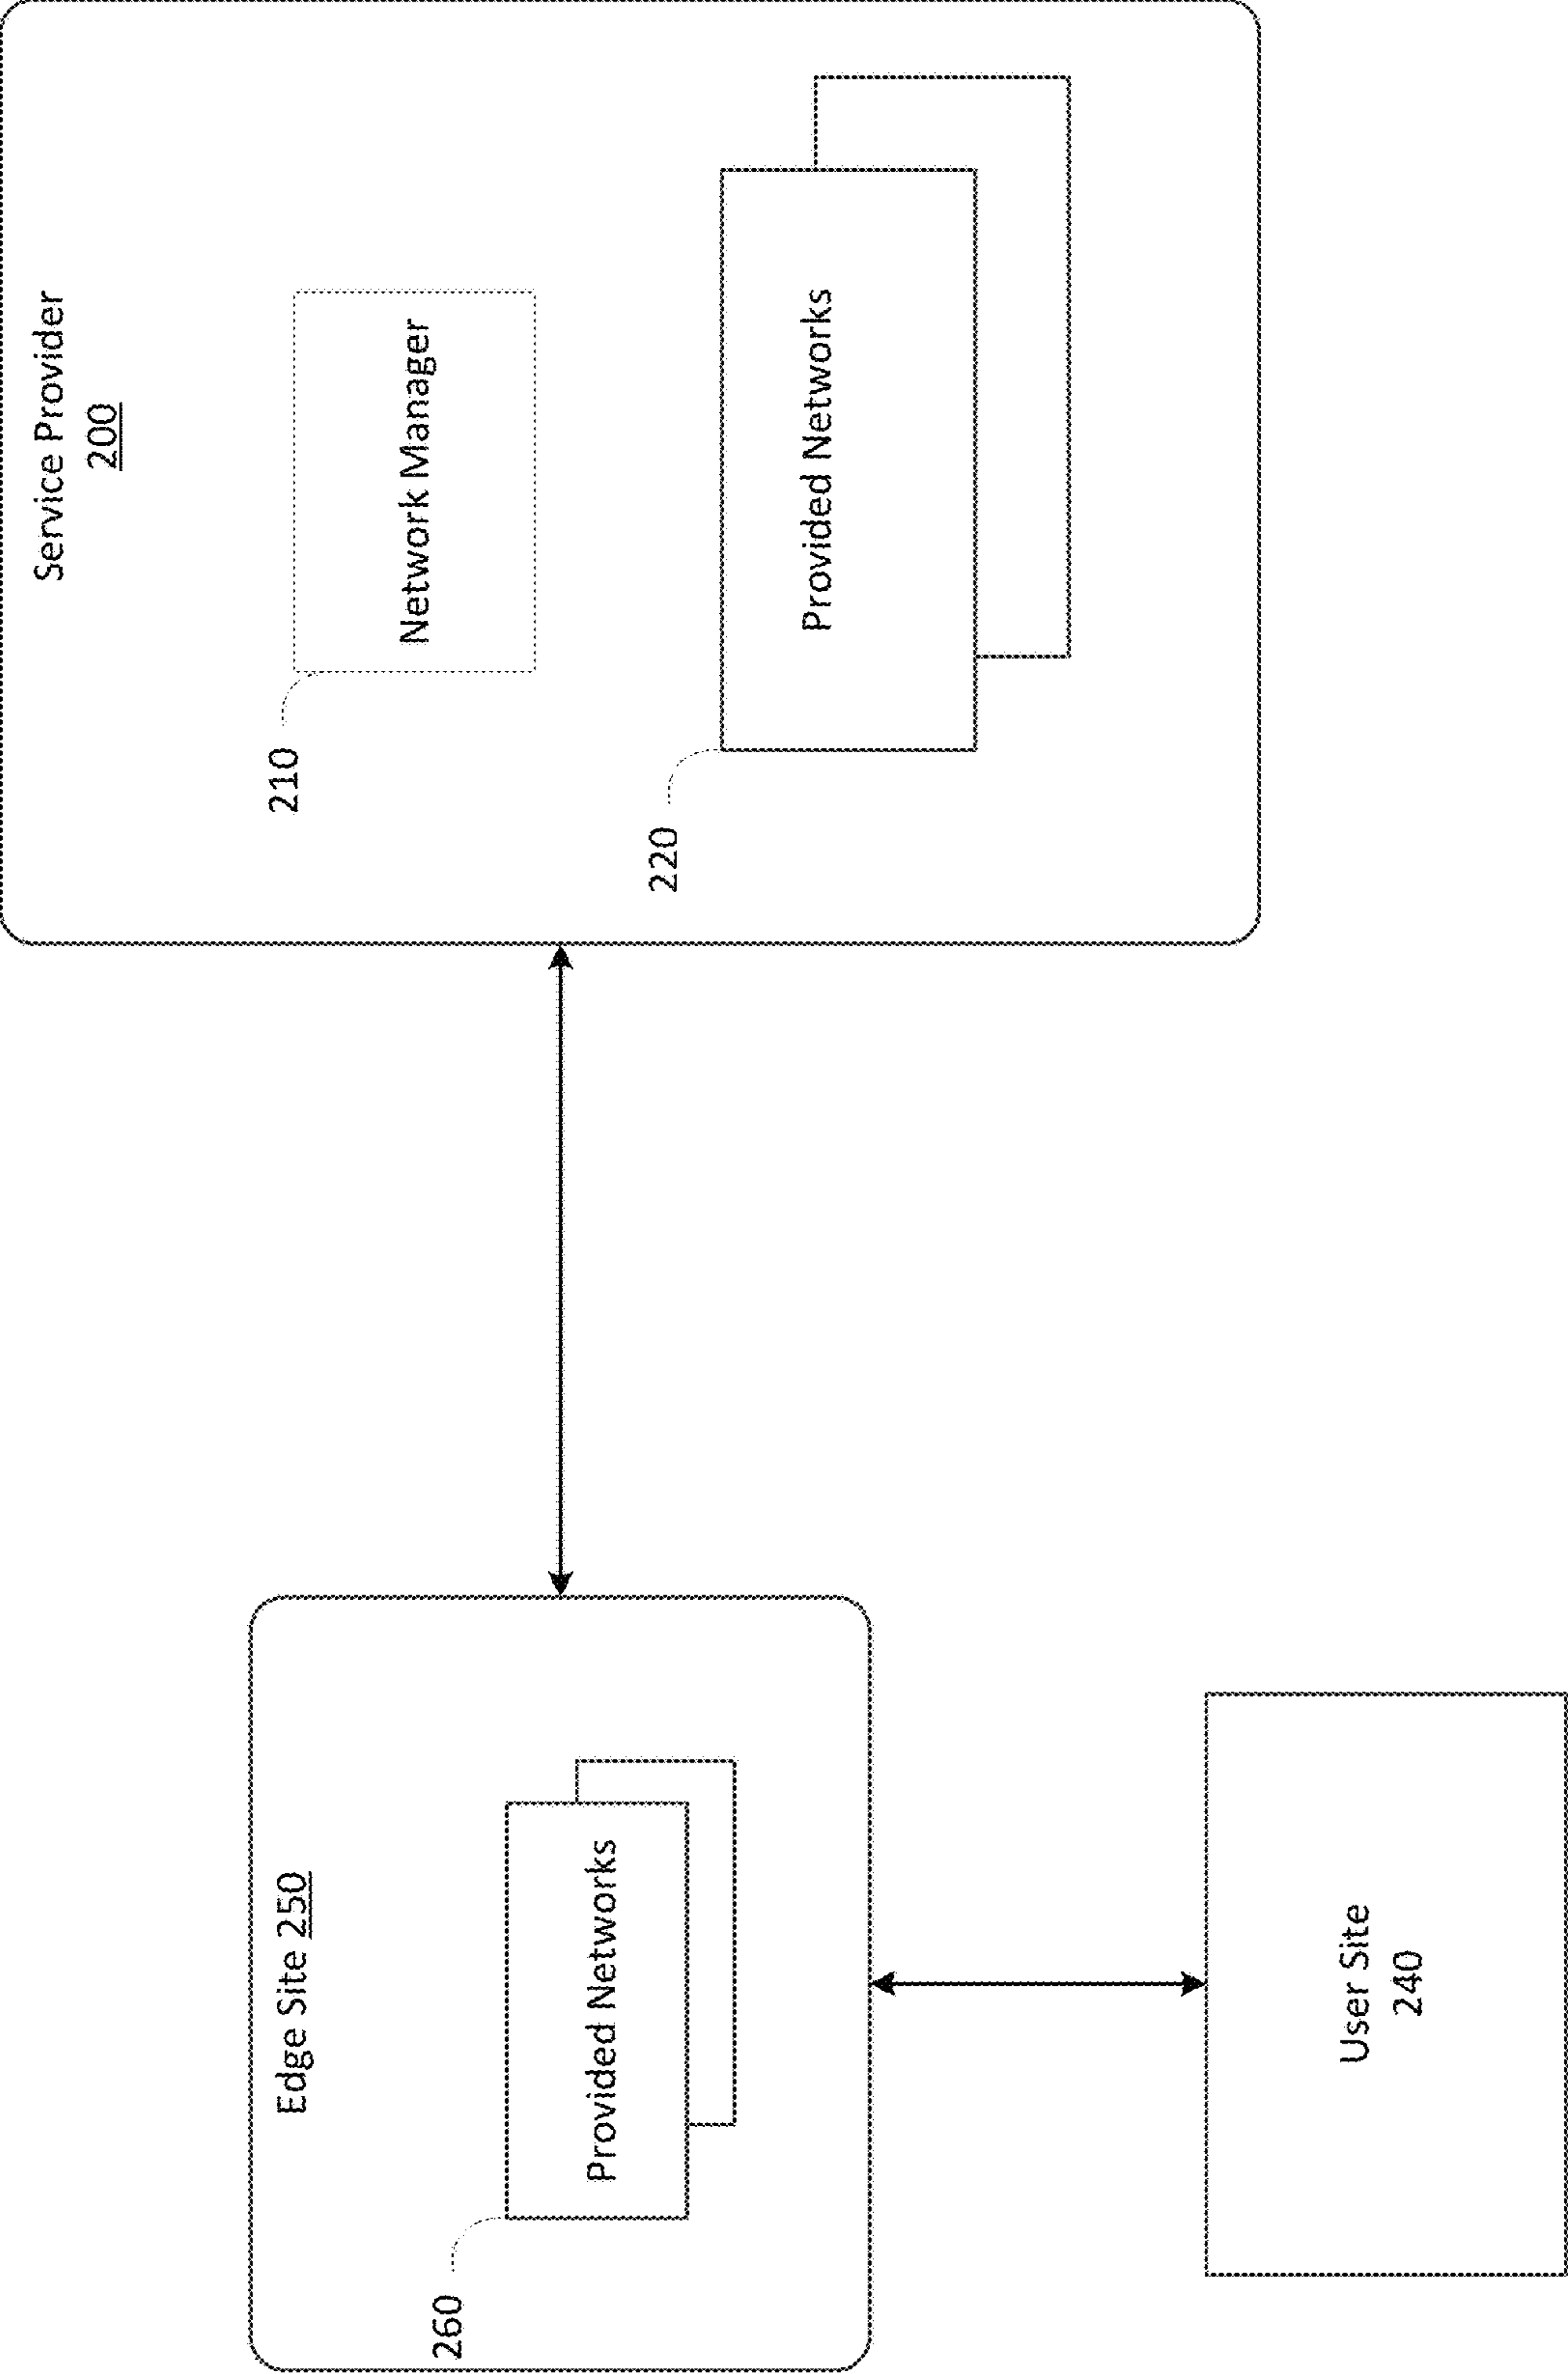 Edge Site 250
260
Provided Networks
User Site
240
Service Provider
200
210
Network Manager
220
Provided Networks